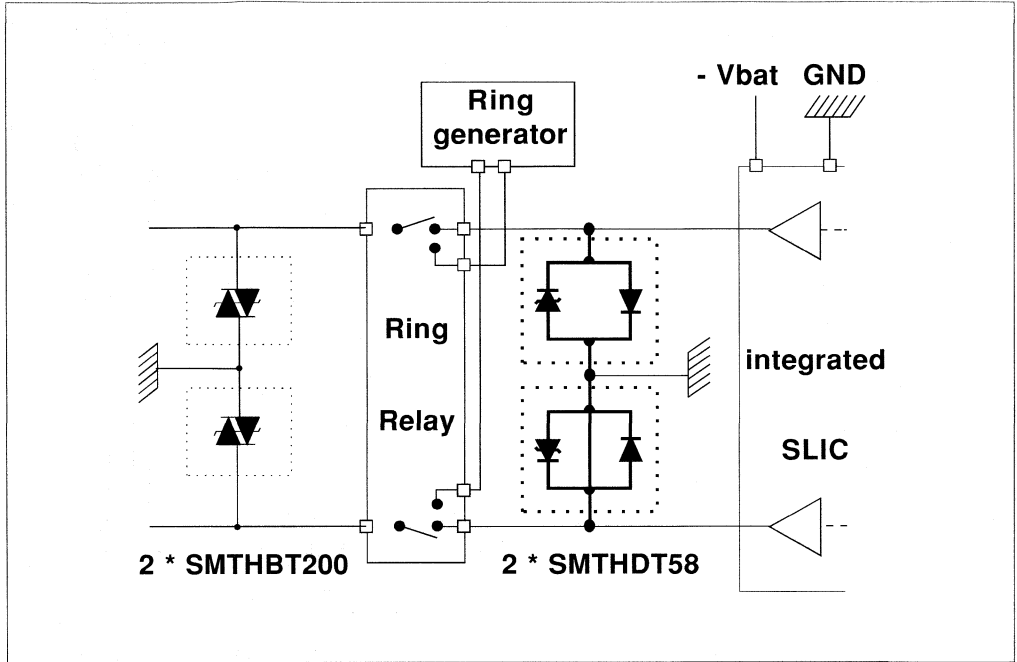 - Vbat GND
Ring
generator
Ring
Relay
integrated
SLIC
2 * SMTHBT200
2 * SMTHDT58